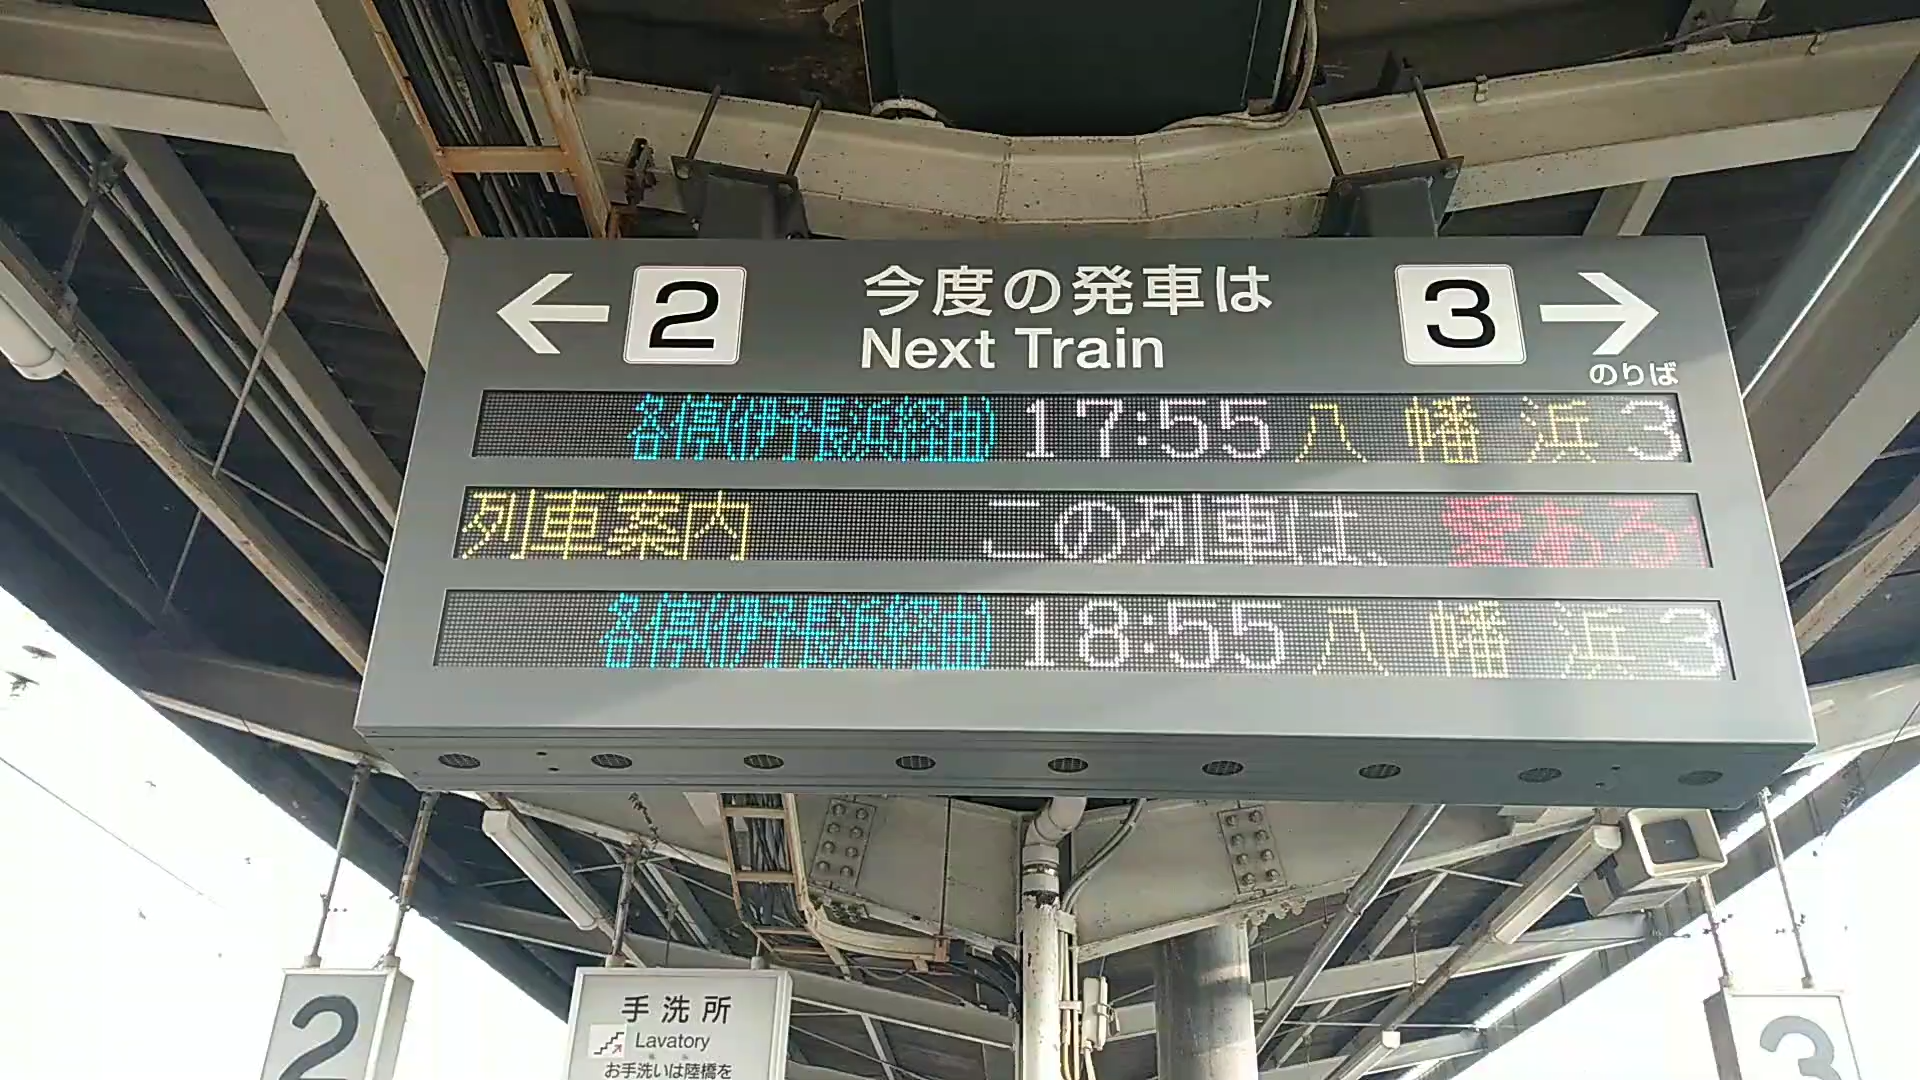 ← 2 今度の発車は 3 →
Next Train
のりば
各停(伊予長浜経由) 17:55 八幡浜 3
列車案内 この列車は、愛ある
各停(伊予長浜経由) 18:55 八幡浜 3
2
手洗所
Lavatory
お手洗いは陸橋を
3